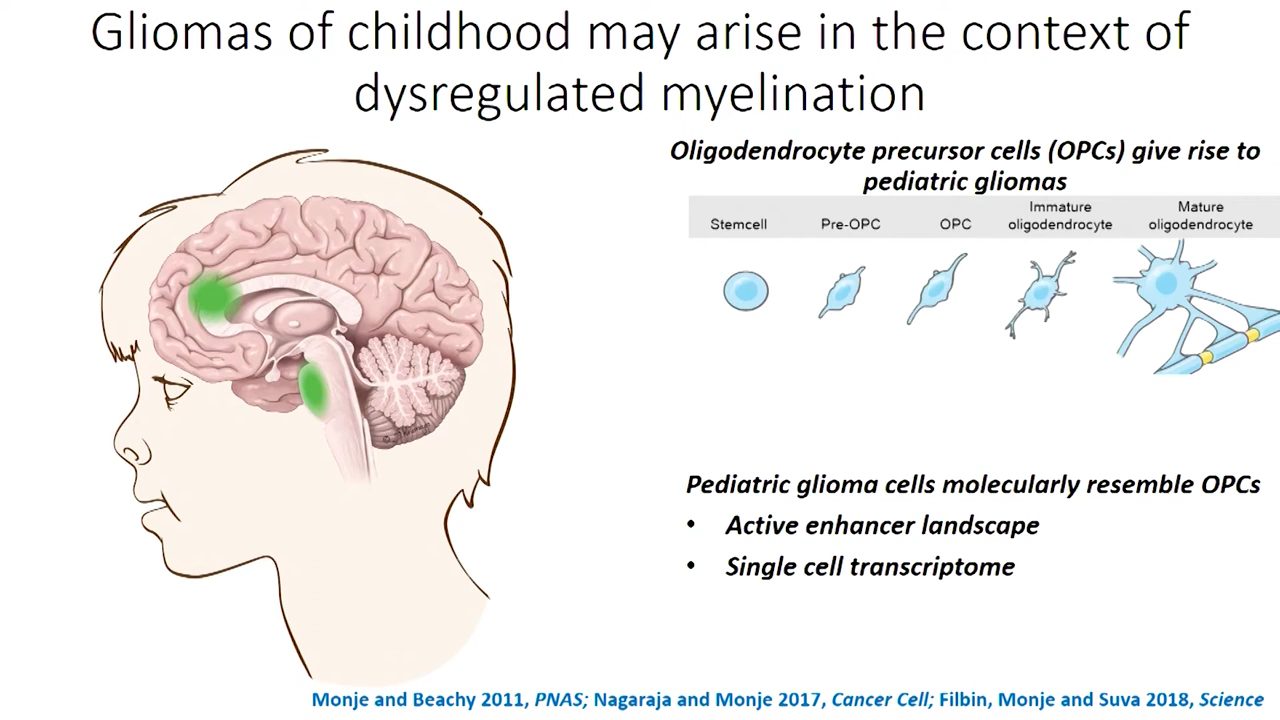 Gliomas of childhood may arise in the context of
dysregulated myelination
Oligodendrocyte precursor cells (OPCs) give rise to
pediatric gliomas
Stemcell
Pre-OPC
OPC
Immature
oligodendrocyte
Mature
oligodendrocyte
Pediatric glioma cells molecularly resemble OPCs
• Active enhancer landscape
• Single cell transcriptome
Monje and Beachy 2011, PNAS; Nagaraja and Monje 2017, Cancer Cell; Filbin, Monje and Suva 2018, Science